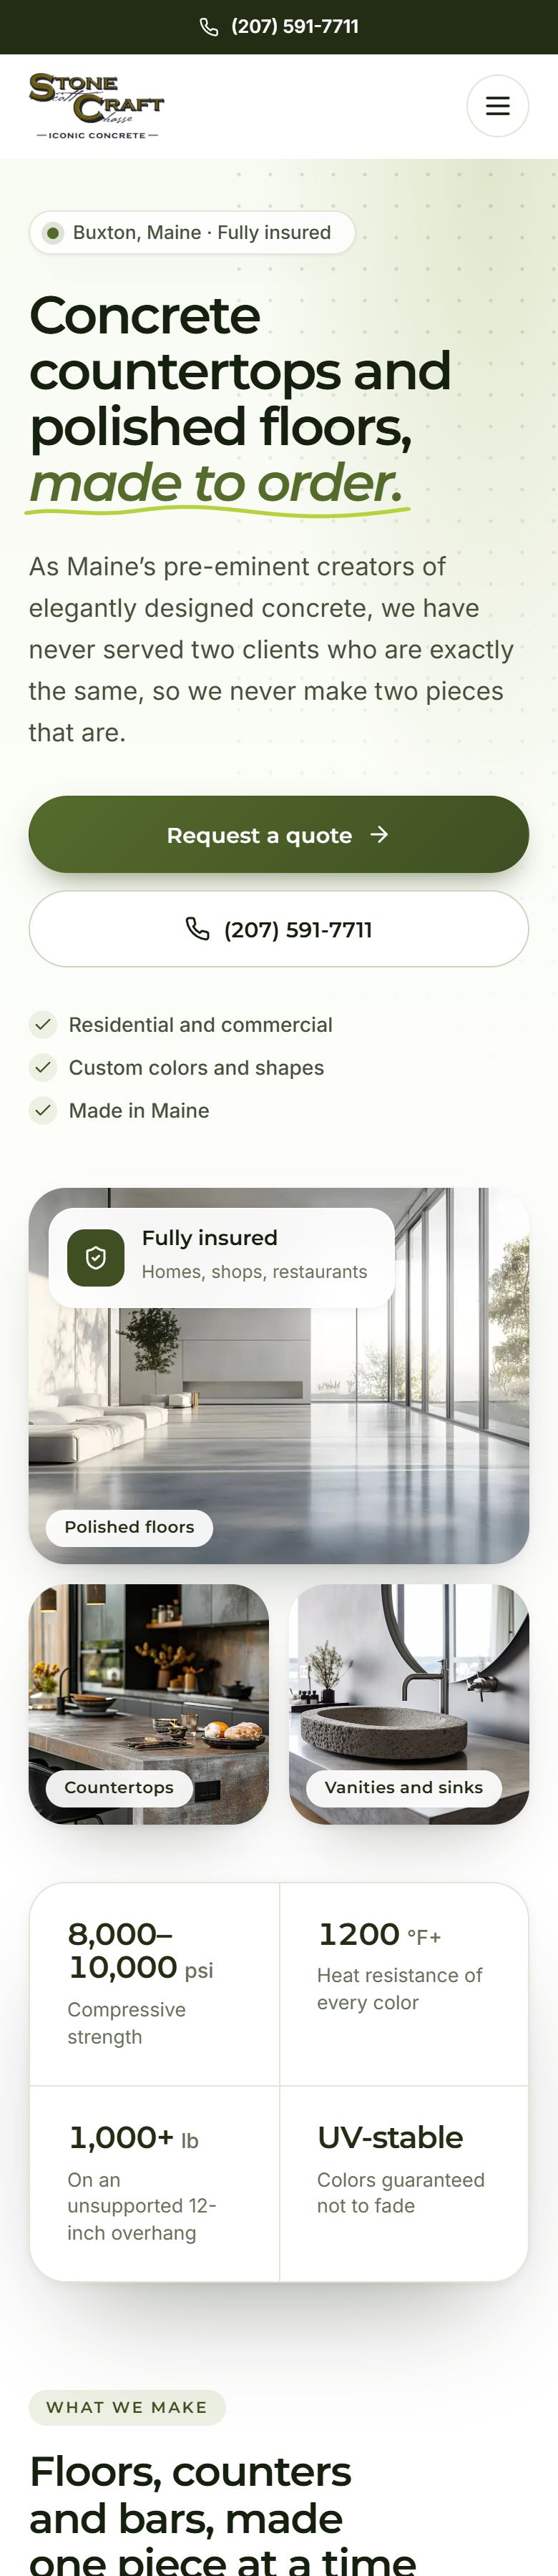 (207) 591-7711
STONE
Scott
CRAFT
Chasse
ICONIC CONCRETE
Buxton, Maine · Fully insured
Concrete
countertops and
polished floors,
made to order.
As Maine’s pre-eminent creators of
elegantly designed concrete, we have
never served two clients who are exactly
the same, so we never make two pieces
that are.
Request a quote
(207) 591-7711
Residential and commercial
Custom colors and shapes
Made in Maine
Fully insured
Homes, shops, restaurants
Polished floors
Countertops
Vanities and sinks
8,000–
10,000 psi
Compressive
strength
1200 °F+
Heat resistance of
every color
1,000+ lb
On an
unsupported 12-
inch overhang
UV-stable
Colors guaranteed
not to fade
WHAT WE MAKE
Floors, counters
and bars, made
one piece at a time